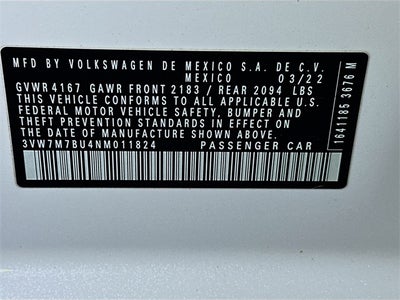 MFD BY VOLKSWAGEN DE MEXICO S.A. DE C.V.
MEXICO 03/22
GVWR 4167 GAWR FRONT 2183 / REAR 2094 LBS
THIS VEHICLE CONFORMS TO ALL APPLICABLE U.S.
FEDERAL MOTOR VEHICLE SAFETY, BUMPER AND
THEFT PREVENTION STANDARDS IN EFFECT ON
THE DATE OF MANUFACTURE SHOWN ABOVE
3VW7M7BU4NM011824 PASSENGER CAR
1641185 3676 M